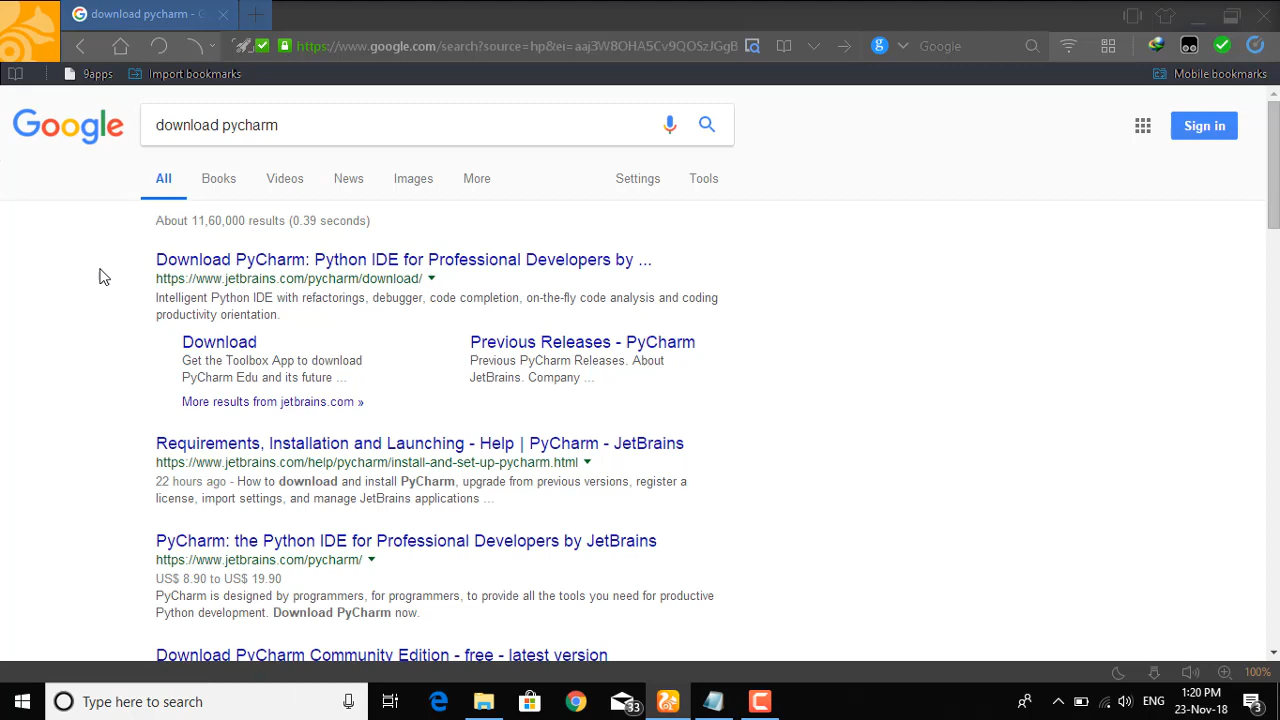 download pycharm - G
https://www.google.com/search?source=hp&ei=aaj3W8OHA5Cv9QOSzJGgB
Google
9apps
Import bookmarks
Mobile bookmarks
Google
download pycharm
Sign in
All
Books
Videos
News
Images
More
Settings
Tools
About 11,60,000 results (0.39 seconds)
Download PyCharm: Python IDE for Professional Developers by ...
https://www.jetbrains.com/pycharm/download/
Intelligent Python IDE with refactorings, debugger, code completion, on-the-fly code analysis and coding
productivity orientation.
Download
Get the Toolbox App to download
PyCharm Edu and its future ...
Previous Releases - PyCharm
Previous PyCharm Releases. About
JetBrains. Company ...
More results from jetbrains.com »
Requirements, Installation and Launching - Help | PyCharm - JetBrains
https://www.jetbrains.com/help/pycharm/install-and-set-up-pycharm.html
22 hours ago - How to download and install PyCharm, upgrade from previous versions, register a
license, import settings, and manage JetBrains applications ...
PyCharm: the Python IDE for Professional Developers by JetBrains
https://www.jetbrains.com/pycharm/
US$ 8.90 to US$ 19.90
PyCharm is designed by programmers, for programmers, to provide all the tools you need for productive
Python development. Download PyCharm now.
Download PyCharm Community Edition - free - latest version
100%
Type here to search
33
ENG
1:20 PM
23-Nov-18
3